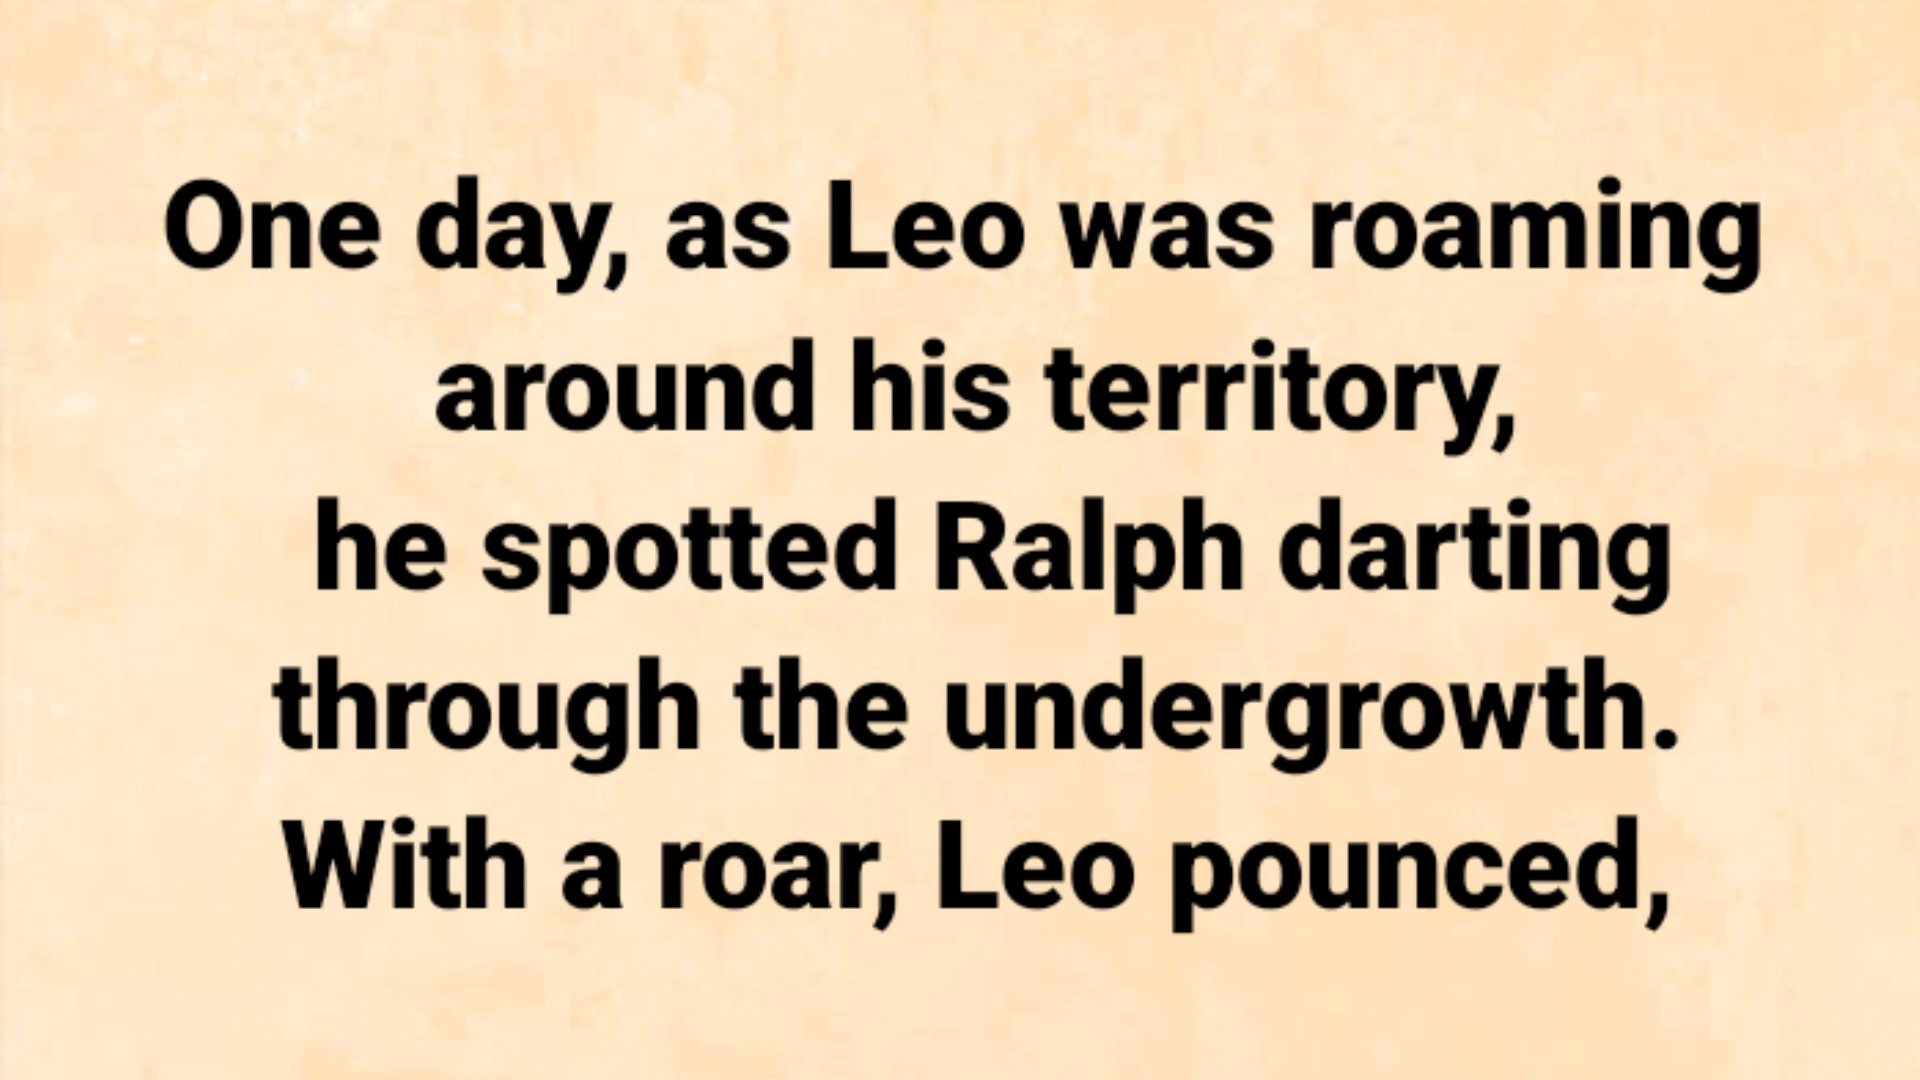 One day, as Leo was roaming
around his territory,
he spotted Ralph darting
through the undergrowth.
With a roar, Leo pounced,